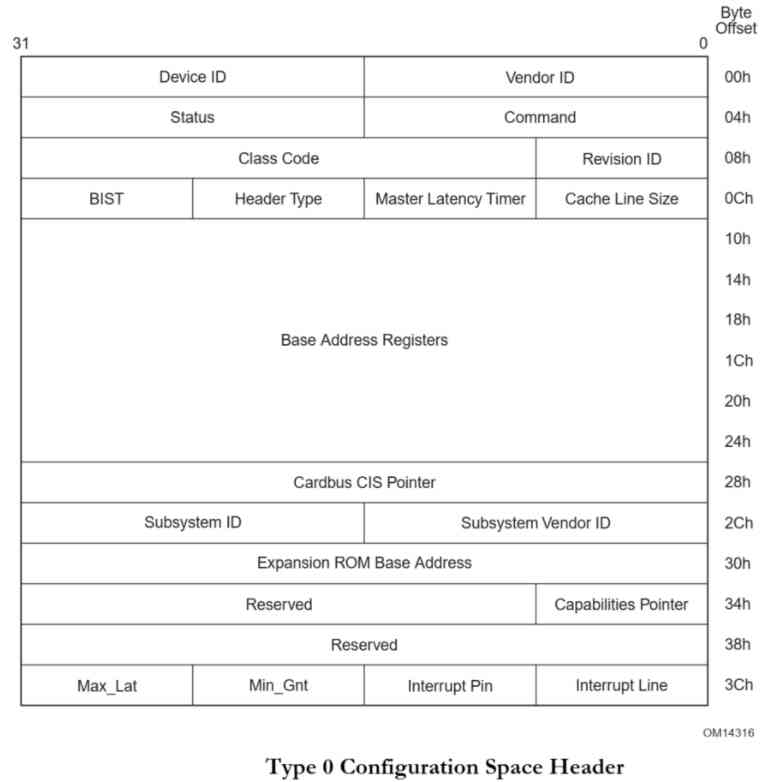 Byte
Offset
31 0
Device ID Vendor ID 00h
Status Command 04h
Class Code Revision ID 08h
BIST Header Type Master Latency Timer Cache Line Size 0Ch
10h
14h
18h
Base Address Registers
1Ch
20h
24h
Cardbus CIS Pointer 28h
Subsystem ID Subsystem Vendor ID 2Ch
Expansion ROM Base Address 30h
Reserved Capabilities Pointer 34h
Reserved 38h
Max_Lat Min_Gnt Interrupt Pin Interrupt Line 3Ch
OM14316
Type 0 Configuration Space Header